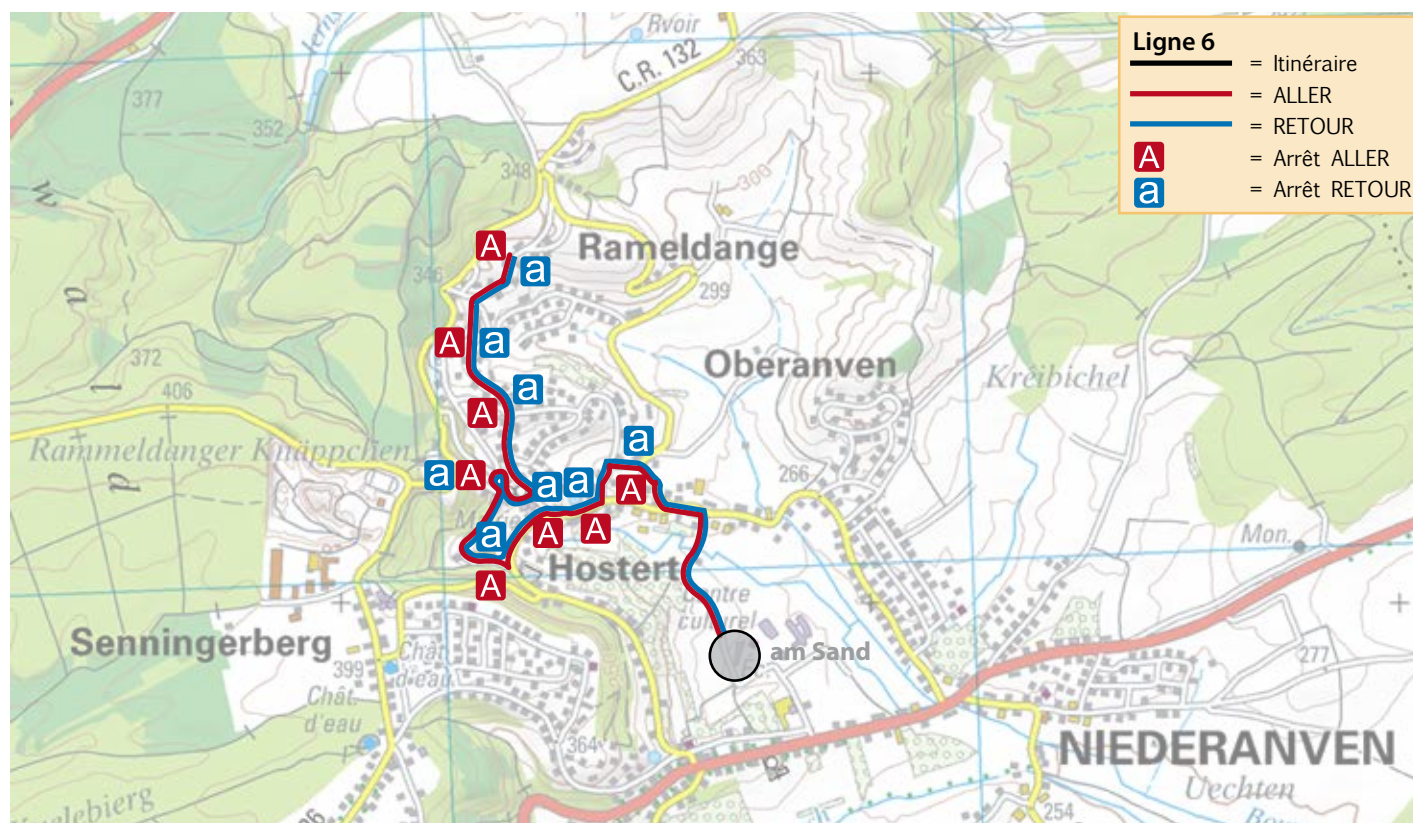 Ligne 6
= Itinéraire
= ALLER
= RETOUR
A = Arrêt ALLER
a = Arrêt RETOUR
Rvoir
C.R. 132
363
377
352
348
300
w
A
Rameldange
a
346
299
a
A
a
372
l
Oberanven
Kréibichel
406
a
A
Rammeldanger Knäppchen
a
266
d
a
A
a
a
A
a
A
A
Mon.
Hostert
A
Centre
culturel
Senningerberg
am Sand
277
399
Chât.
d'eau
Chât.
d'eau
364
NIEDERANVEN
Uechten
254